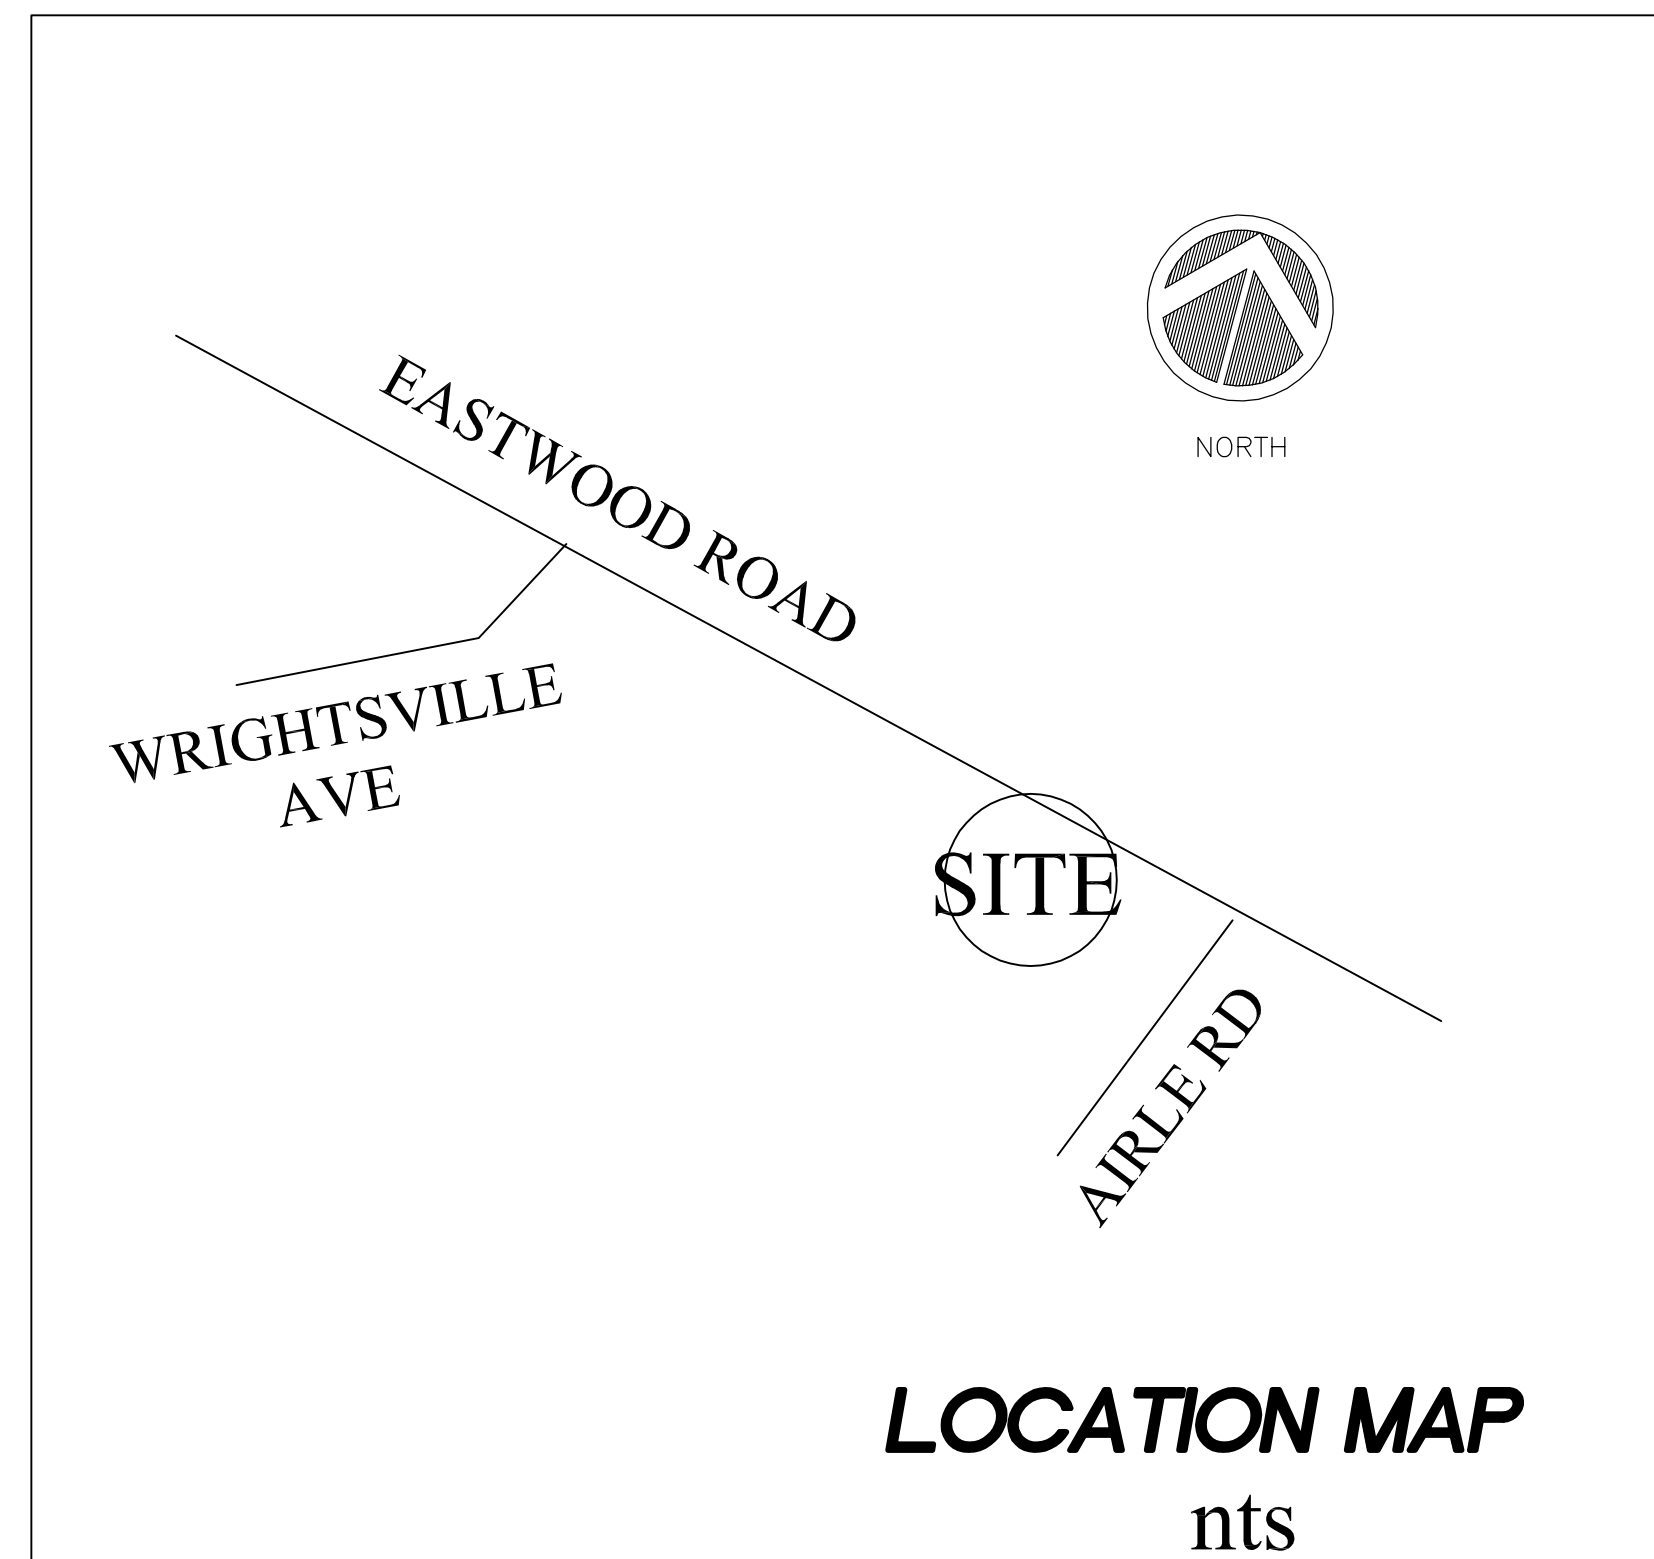 NORTH
EASTWOOD ROAD
WRIGHTSVILLE
AVE
SITE
AIRLE RD
LOCATION MAP
nts